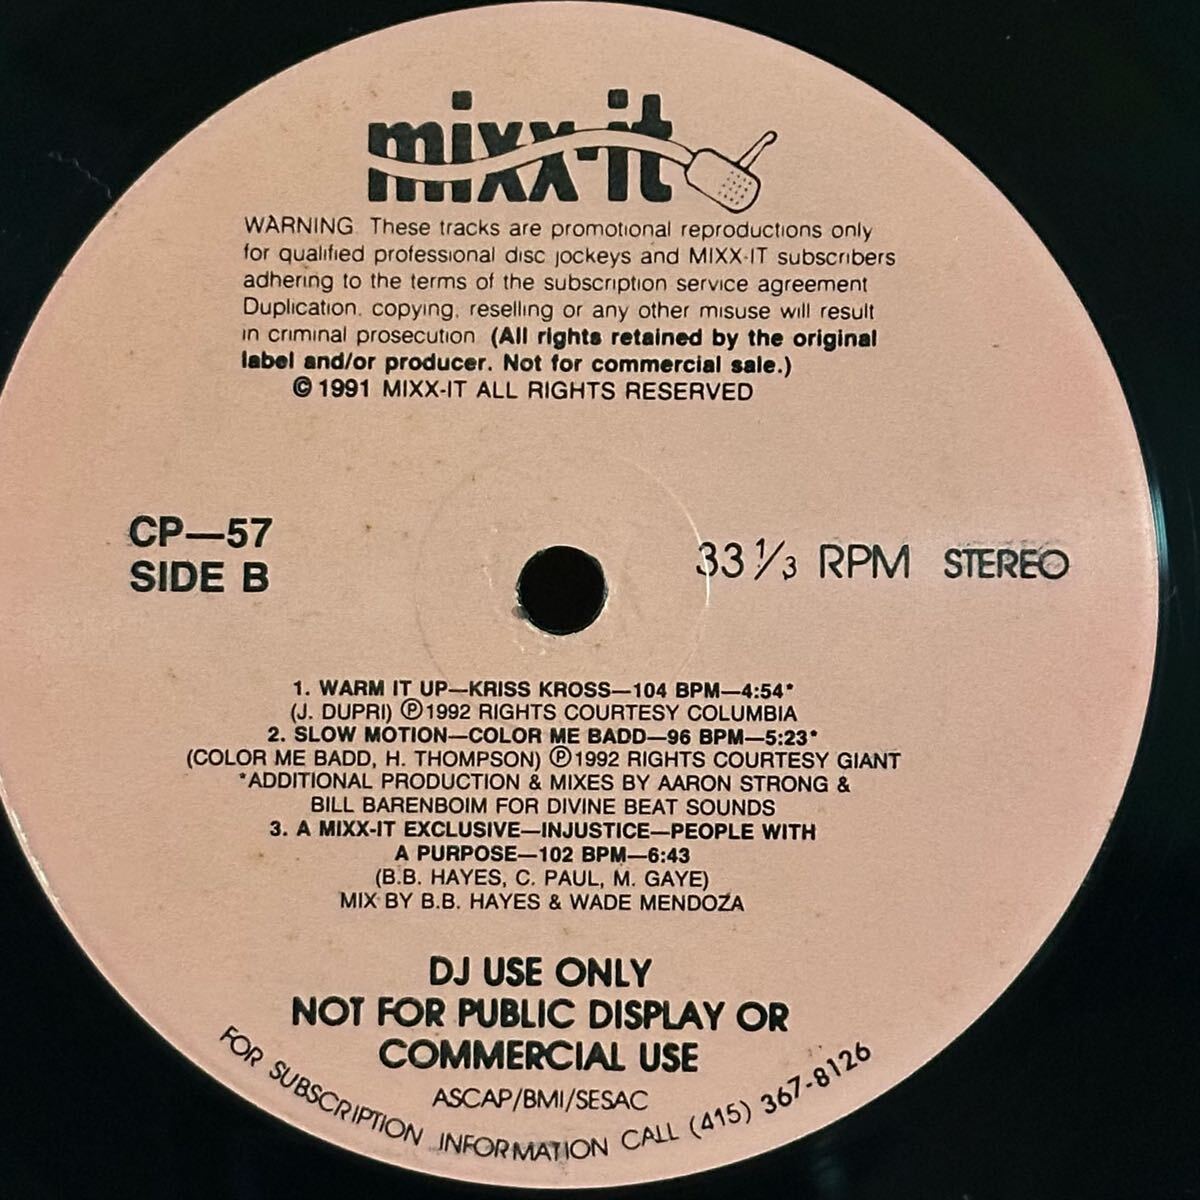 mixx-it
WARNING. These tracks are promotional reproductions only
for qualified professional disc jockeys and MIXX-IT subscribers
adhering to the terms of the subscription service agreement
Duplication, copying, reselling or any other misuse will result
in criminal prosecution (All rights retained by the original
label and/or producer. Not for commercial sale.)
© 1991 MIXX-IT ALL RIGHTS RESERVED
CP—57
SIDE B
33 1/3 RPM STEREO
1. WARM IT UP—KRISS KROSS—104 BPM—4:54*
(J. DUPRI) ℗1992 RIGHTS COURTESY COLUMBIA
2. SLOW MOTION—COLOR ME BADD—96 BPM—5:23*
(COLOR ME BADD, H. THOMPSON) ℗1992 RIGHTS COURTESY GIANT
*ADDITIONAL PRODUCTION & MIXES BY AARON STRONG &
BILL BARENBOIM FOR DIVINE BEAT SOUNDS
3. A MIXX-IT EXCLUSIVE—INJUSTICE—PEOPLE WITH
A PURPOSE—102 BPM—6:43
(B.B. HAYES, C. PAUL, M. GAYE)
MIX BY B.B. HAYES & WADE MENDOZA
DJ USE ONLY
NOT FOR PUBLIC DISPLAY OR
COMMERCIAL USE
ASCAP/BMI/SESAC
FOR SUBSCRIPTION INFORMATION CALL (415) 367-8126